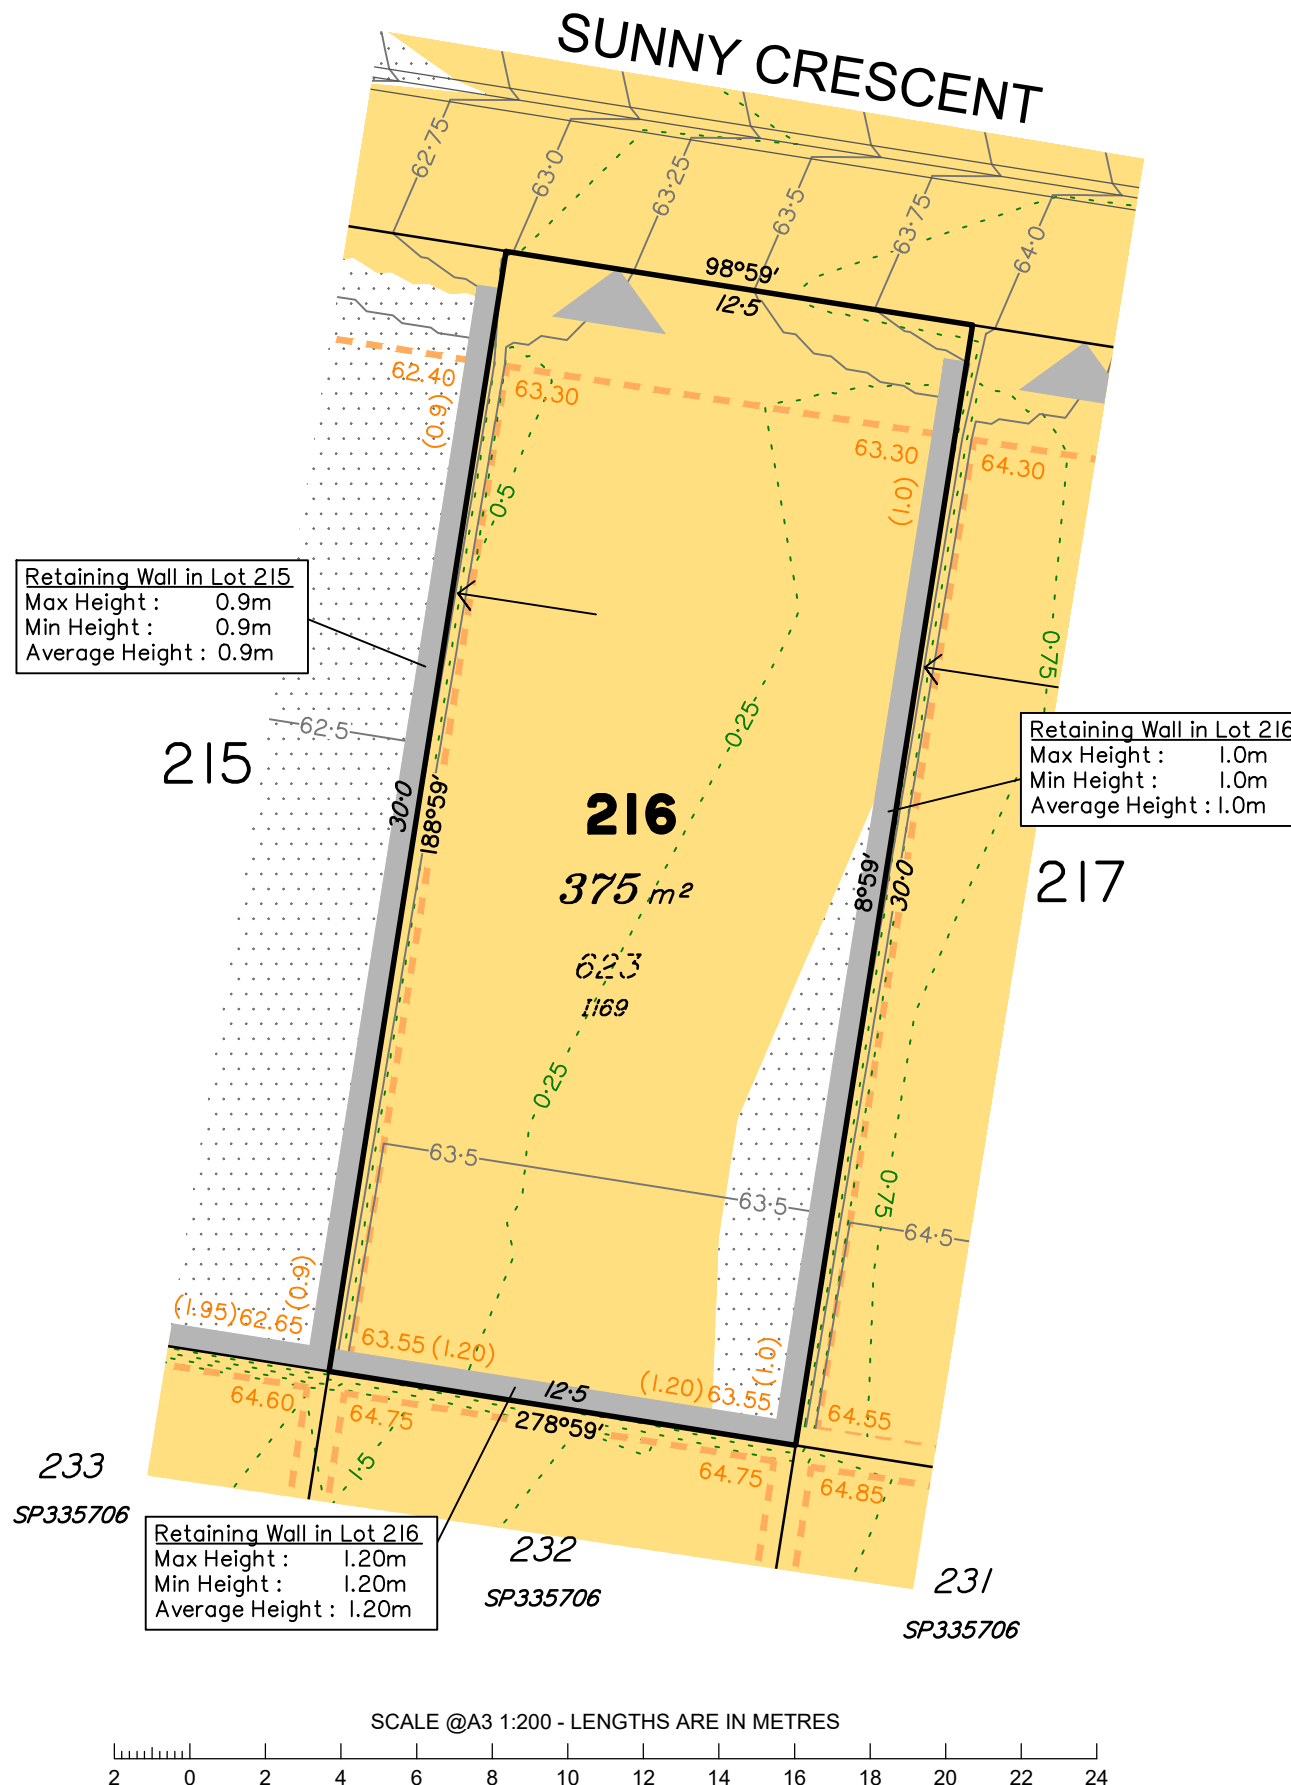 SUNNY CRESCENT
62·75
63·0
63·25
63·5
63·75
64·0
98°59′
12·5
62.40
(0.9)
63.30
63.30
(1.0)
64.30
0·5
Retaining Wall in Lot 215
Max Height : 0.9m
Min Height : 0.9m
Average Height : 0.9m
0·75
0·25
62·5
215
Retaining Wall in Lot 216
Max Height : 1.0m
Min Height : 1.0m
Average Height : 1.0m
30·0
188°59′
216
375 m²
8°59′
30·0
217
623
1169
0·25
63·5
63·5
0·75
64·5
(0.9)
(1.95) 62.65
63.55 (1.20)
(1.20) 63.55
(1.0)
12·5
278°59′
64.60
64.75
64.55
1·5
64.75
64.85
233
SP335706
Retaining Wall in Lot 216
Max Height : 1.20m
Min Height : 1.20m
Average Height : 1.20m
232
SP335706
231
SP335706
SCALE @A3 1:200 - LENGTHS ARE IN METRES
2 0 2 4 6 8 10 12 14 16 18 20 22 24